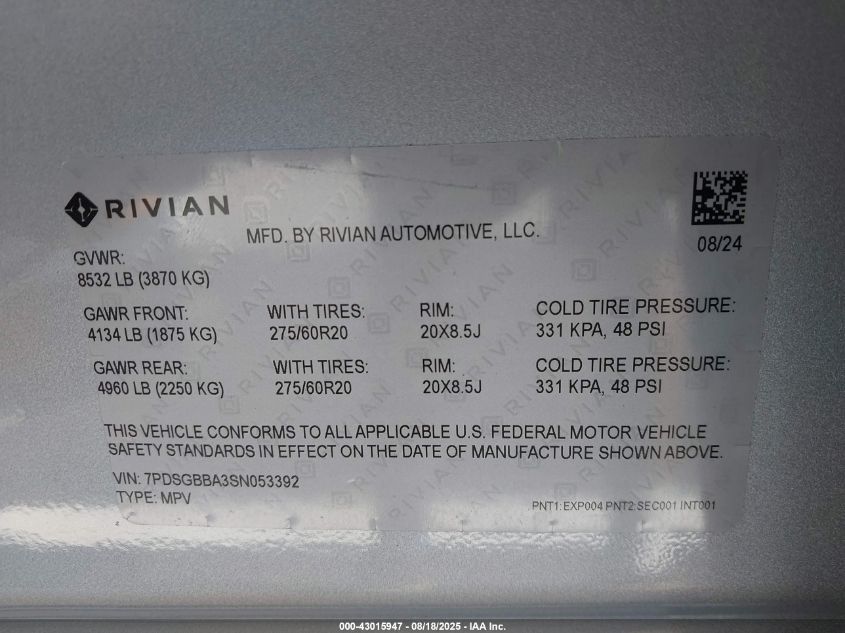 RIVIAN
MFD. BY RIVIAN AUTOMOTIVE, LLC.
08/24
GVWR:
8532 LB (3870 KG)
GAWR FRONT: WITH TIRES: RIM: COLD TIRE PRESSURE:
4134 LB (1875 KG) 275/60R20 20X8.5J 331 KPA, 48 PSI
GAWR REAR: WITH TIRES: RIM: COLD TIRE PRESSURE:
4960 LB (2250 KG) 275/60R20 20X8.5J 331 KPA, 48 PSI
THIS VEHICLE CONFORMS TO ALL APPLICABLE U.S. FEDERAL MOTOR VEHICLE
SAFETY STANDARDS IN EFFECT ON THE DATE OF MANUFACTURE SHOWN ABOVE.
VIN: 7PDSGBBA3SN053392
TYPE: MPV
PNT1: EXP004 PNT2: SEC001 INT001
000-43015947 - 08/18/2025 - IAA Inc.